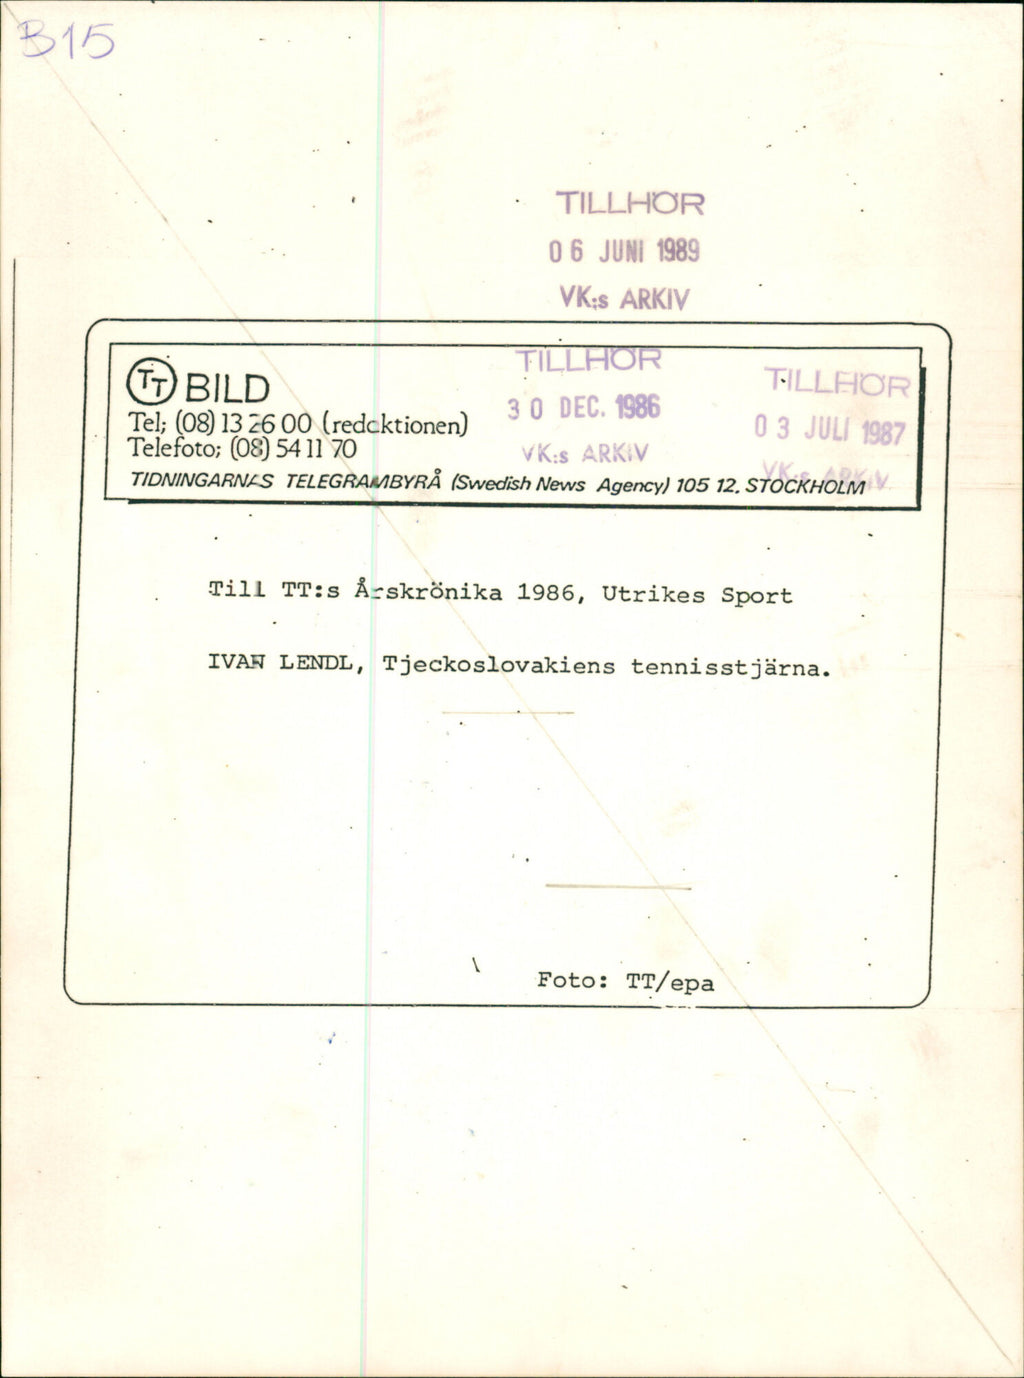 B15
TILLHÖR
06 JUNI 1989
VK:s ARKIV
TT BILD
Tel; (08) 13 26 00 (redaktionen)
Telefoto; (08) 54 11 70
TIDNINGARNAS TELEGRAMBYRÅ (Swedish News Agency) 105 12. STOCKHOLM
TILLHÖR
30 DEC. 1986
VK:s ARKIV
TILLHÖR
03 JULI 1987
VK:s ARKIV
Till TT:s Årskrönika 1986, Utrikes Sport
IVAN LENDL, Tjeckoslovakiens tennisstjärna.
Foto: TT/epa